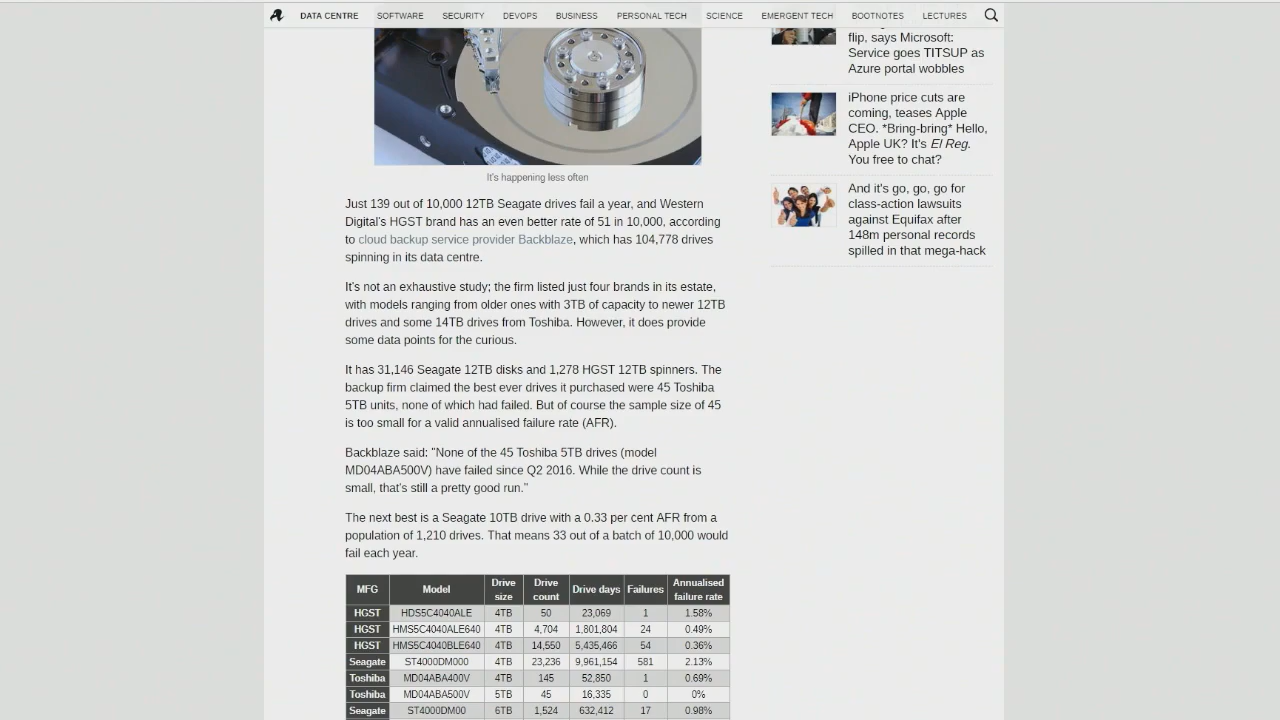 DATA CENTRE SOFTWARE SECURITY DEVOPS BUSINESS PERSONAL TECH SCIENCE EMERGENT TECH BOOTNOTES LECTURES
It's happening less often
Just 139 out of 10,000 12TB Seagate drives fail a year, and Western
Digital's HGST brand has an even better rate of 51 in 10,000, according
to cloud backup service provider Backblaze, which has 104,778 drives
spinning in its data centre.
It's not an exhaustive study; the firm listed just four brands in its estate,
with models ranging from older ones with 3TB of capacity to newer 12TB
drives and some 14TB drives from Toshiba. However, it does provide
some data points for the curious.
It has 31,146 Seagate 12TB disks and 1,278 HGST 12TB spinners. The
backup firm claimed the best ever drives it purchased were 45 Toshiba
5TB units, none of which had failed. But of course the sample size of 45
is too small for a valid annualised failure rate (AFR).
Backblaze said: "None of the 45 Toshiba 5TB drives (model
MD04ABA500V) have failed since Q2 2016. While the drive count is
small, that's still a pretty good run."
The next best is a Seagate 10TB drive with a 0.33 per cent AFR from a
population of 1,210 drives. That means 33 out of a batch of 10,000 would
fail each year.
MFG Model Drive size Drive count Drive days Failures Annualised failure rate
HGST HDS5C4040ALE 4TB 50 23,069 1 1.58%
HGST HMS5C4040ALE640 4TB 4,704 1,801,804 24 0.49%
HGST HMS5C4040BLE640 4TB 14,550 5,435,466 54 0.36%
Seagate ST4000DM000 4TB 23,236 9,961,154 581 2.13%
Toshiba MD04ABA400V 4TB 145 52,850 1 0.69%
Toshiba MD04ABA500V 5TB 45 16,335 0 0%
Seagate ST4000DM00 6TB 1,524 632,412 17 0.98%
flip, says Microsoft:
Service goes TITSUP as
Azure portal wobbles
iPhone price cuts are
coming, teases Apple
CEO. *Bring-bring* Hello,
Apple UK? It's El Reg.
You free to chat?
And it's go, go, go for
class-action lawsuits
against Equifax after
148m personal records
spilled in that mega-hack